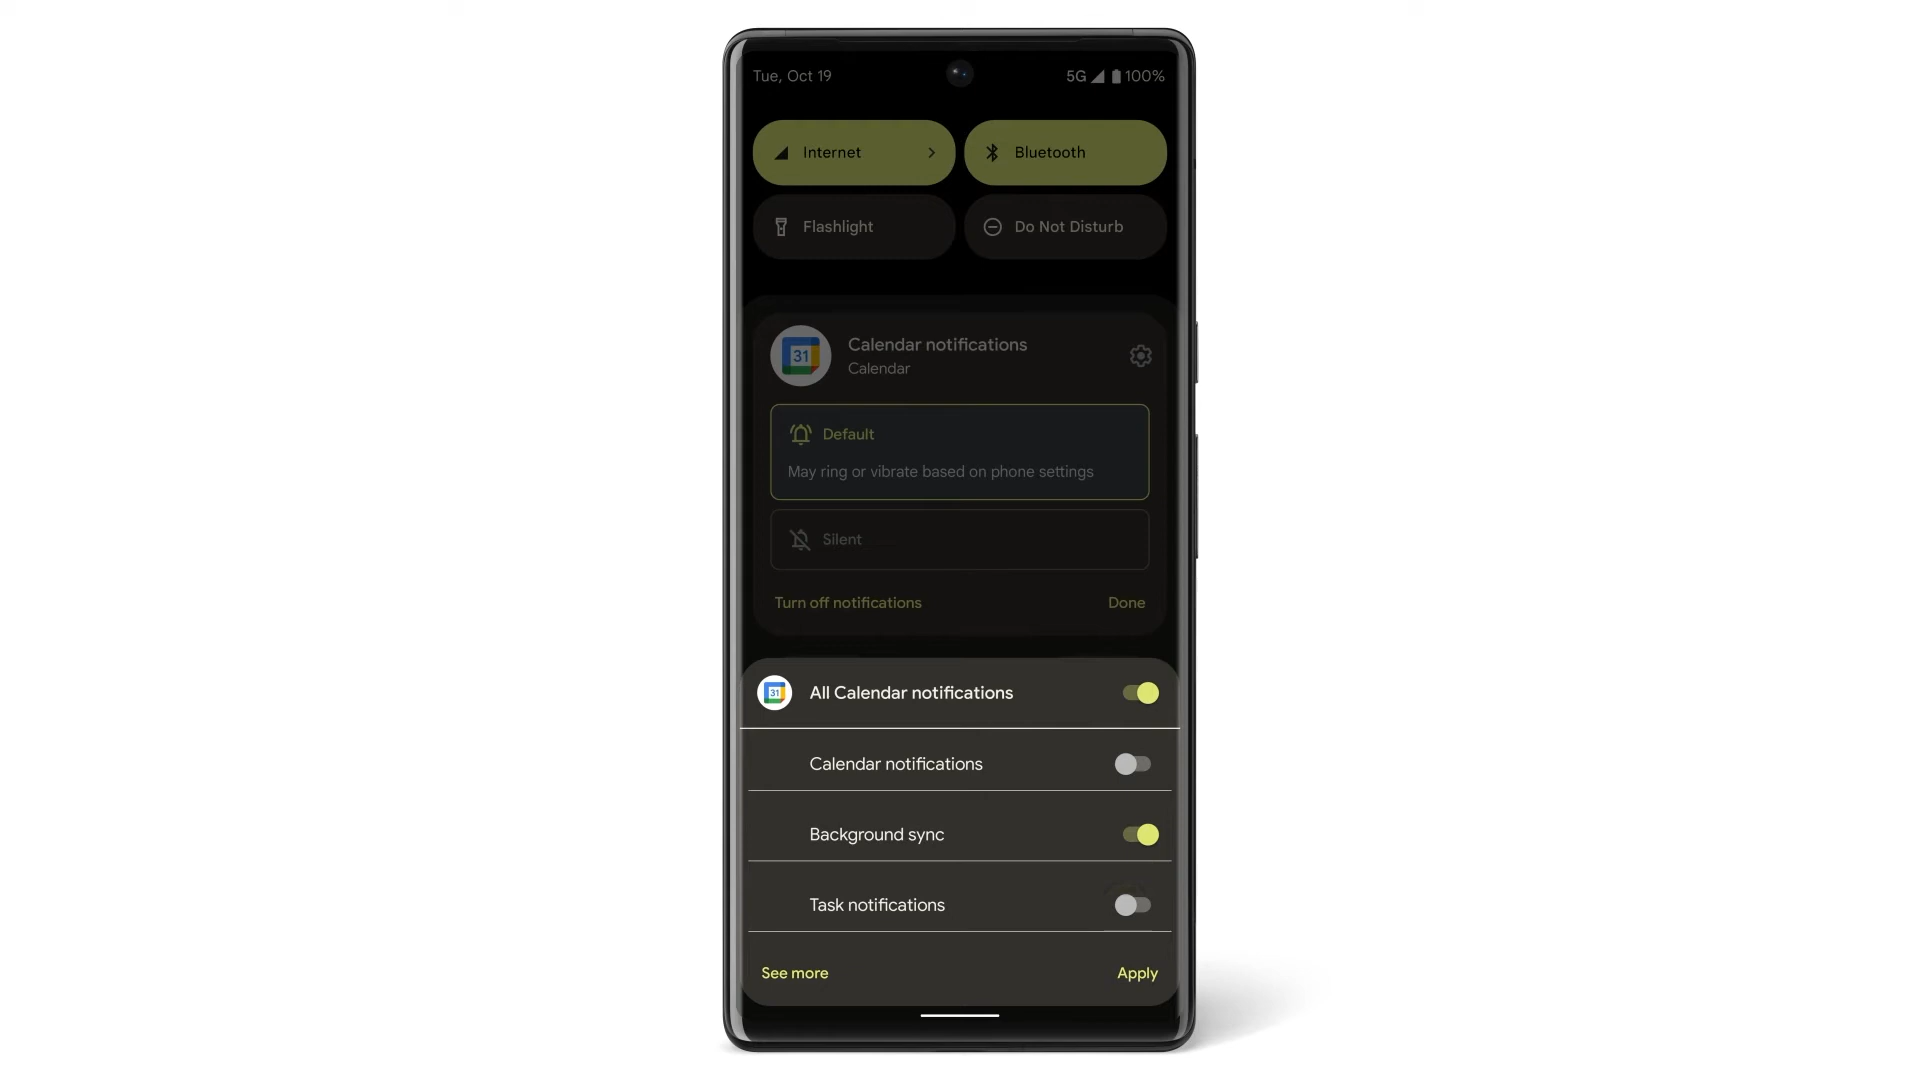 Tue, Oct 19
5G 100%
Internet
Bluetooth
Flashlight
Do Not Disturb
31
Calendar notifications
Calendar
Default
May ring or vibrate based on phone settings
Silent
Turn off notifications
Done
31
All Calendar notifications
Calendar notifications
Background sync
Task notifications
See more
Apply